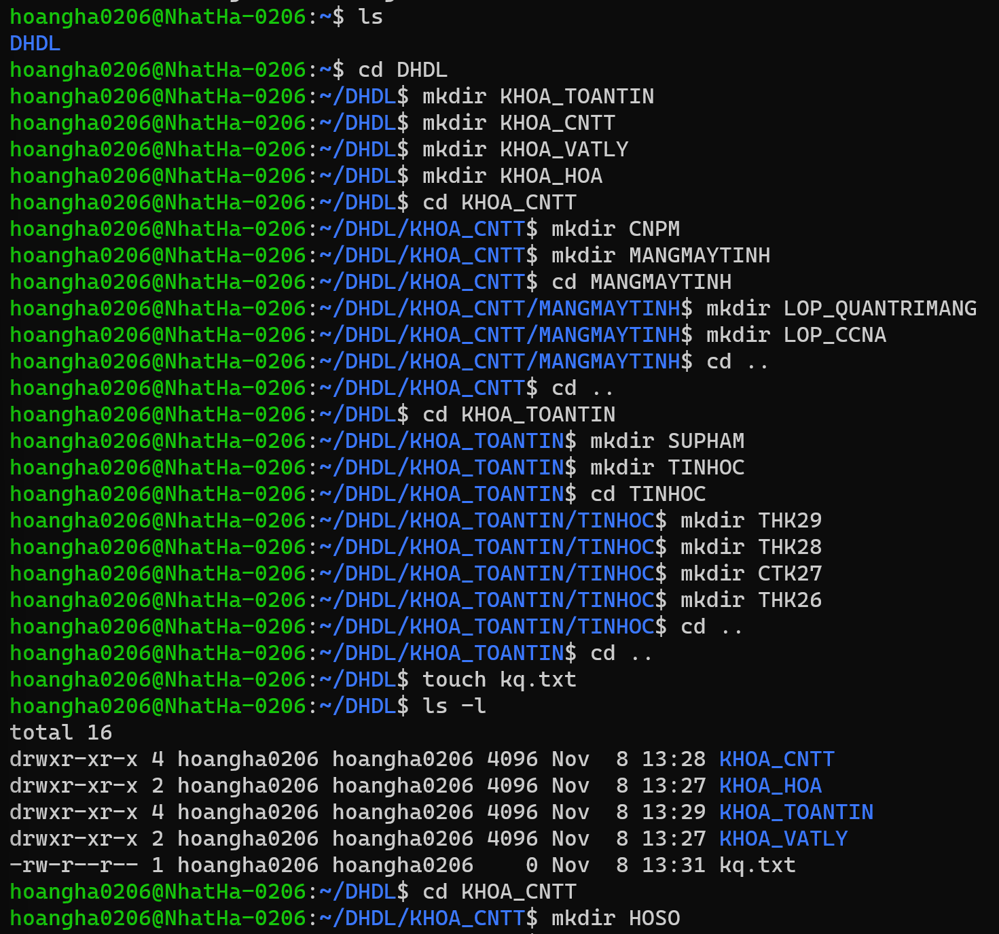 hoangha0206@NhatHa-0206:~$ ls
DHDL
hoangha0206@NhatHa-0206:~$ cd DHDL
hoangha0206@NhatHa-0206:~/DHDL$ mkdir KHOA_TOANTIN
hoangha0206@NhatHa-0206:~/DHDL$ mkdir KHOA_CNTT
hoangha0206@NhatHa-0206:~/DHDL$ mkdir KHOA_VATLY
hoangha0206@NhatHa-0206:~/DHDL$ mkdir KHOA_HOA
hoangha0206@NhatHa-0206:~/DHDL$ cd KHOA_CNTT
hoangha0206@NhatHa-0206:~/DHDL/KHOA_CNTT$ mkdir CNPM
hoangha0206@NhatHa-0206:~/DHDL/KHOA_CNTT$ mkdir MANGMAYTINH
hoangha0206@NhatHa-0206:~/DHDL/KHOA_CNTT$ cd MANGMAYTINH
hoangha0206@NhatHa-0206:~/DHDL/KHOA_CNTT/MANGMAYTINH$ mkdir LOP_QUANTRIMANG
hoangha0206@NhatHa-0206:~/DHDL/KHOA_CNTT/MANGMAYTINH$ mkdir LOP_CCNA
hoangha0206@NhatHa-0206:~/DHDL/KHOA_CNTT/MANGMAYTINH$ cd ..
hoangha0206@NhatHa-0206:~/DHDL/KHOA_CNTT$ cd ..
hoangha0206@NhatHa-0206:~/DHDL$ cd KHOA_TOANTIN
hoangha0206@NhatHa-0206:~/DHDL/KHOA_TOANTIN$ mkdir SUPHAM
hoangha0206@NhatHa-0206:~/DHDL/KHOA_TOANTIN$ mkdir TINHOC
hoangha0206@NhatHa-0206:~/DHDL/KHOA_TOANTIN$ cd TINHOC
hoangha0206@NhatHa-0206:~/DHDL/KHOA_TOANTIN/TINHOC$ mkdir THK29
hoangha0206@NhatHa-0206:~/DHDL/KHOA_TOANTIN/TINHOC$ mkdir THK28
hoangha0206@NhatHa-0206:~/DHDL/KHOA_TOANTIN/TINHOC$ mkdir CTK27
hoangha0206@NhatHa-0206:~/DHDL/KHOA_TOANTIN/TINHOC$ mkdir THK26
hoangha0206@NhatHa-0206:~/DHDL/KHOA_TOANTIN/TINHOC$ cd ..
hoangha0206@NhatHa-0206:~/DHDL/KHOA_TOANTIN$ cd ..
hoangha0206@NhatHa-0206:~/DHDL$ touch kq.txt
hoangha0206@NhatHa-0206:~/DHDL$ ls -l
total 16
drwxr-xr-x 4 hoangha0206 hoangha0206 4096 Nov  8 13:28 KHOA_CNTT
drwxr-xr-x 2 hoangha0206 hoangha0206 4096 Nov  8 13:27 KHOA_HOA
drwxr-xr-x 4 hoangha0206 hoangha0206 4096 Nov  8 13:29 KHOA_TOANTIN
drwxr-xr-x 2 hoangha0206 hoangha0206 4096 Nov  8 13:27 KHOA_VATLY
-rw-r--r-- 1 hoangha0206 hoangha0206    0 Nov  8 13:31 kq.txt
hoangha0206@NhatHa-0206:~/DHDL$ cd KHOA_CNTT
hoangha0206@NhatHa-0206:~/DHDL/KHOA_CNTT$ mkdir HOSO